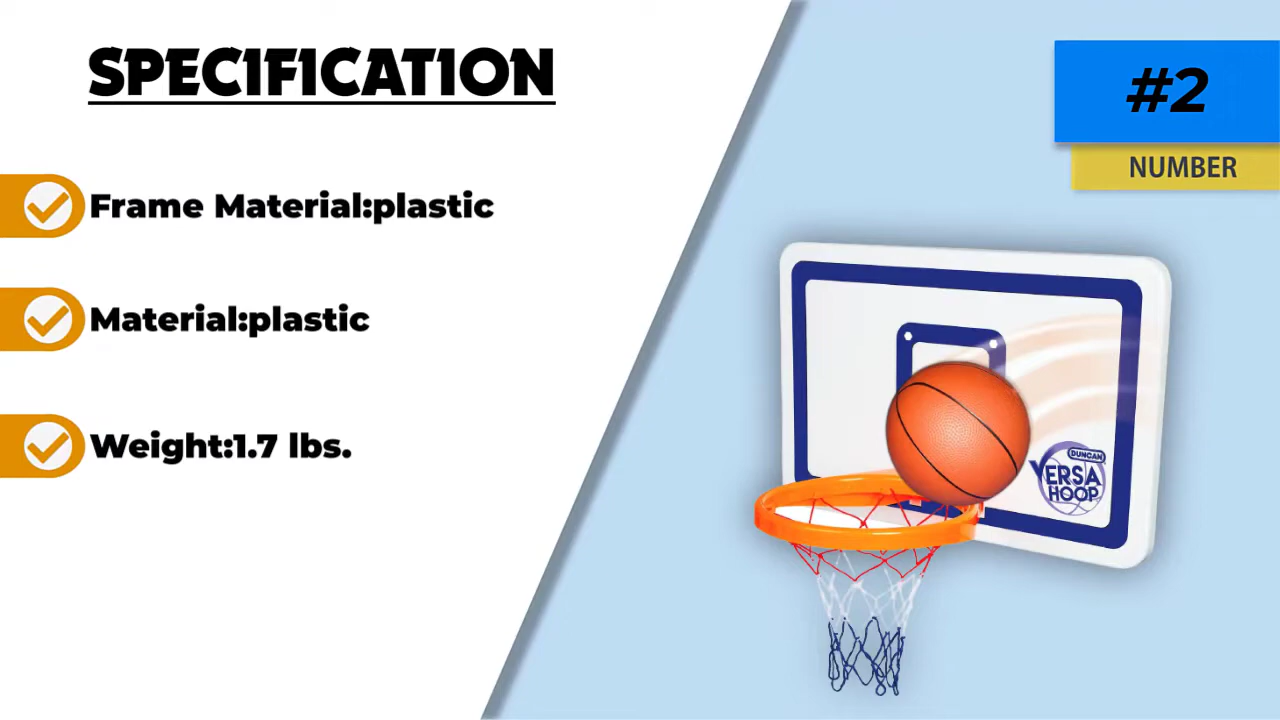 SPECIFICATION
#2
NUMBER
Frame Material:plastic
Material:plastic
Weight:1.7 lbs.
DUNCAN
VERSA
HOOP